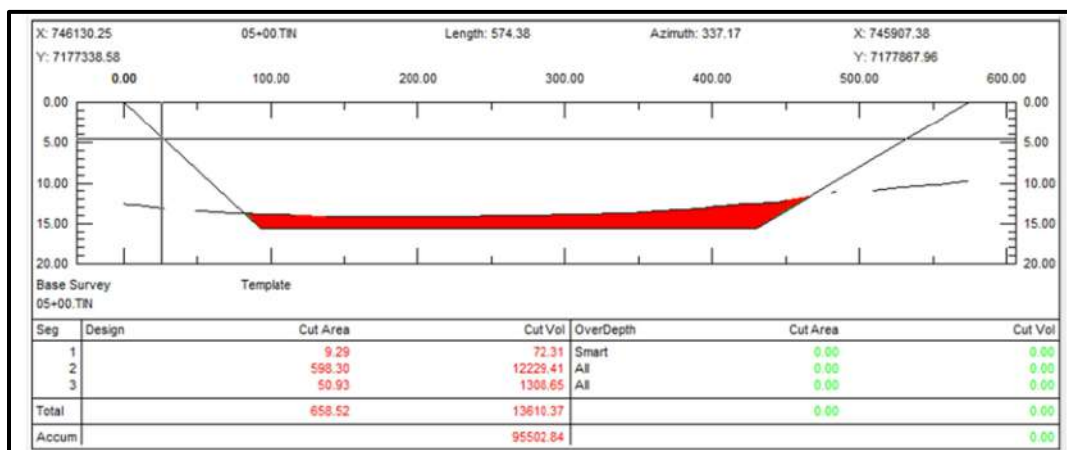 X: 746130.25 05+00.TIN Length: 574.38 Azimuth: 337.17 X: 745907.38
Y: 7177338.58 Y: 7177867.96
0.00 100.00 200.00 300.00 400.00 500.00 600.00
0.00 0.00
5.00 5.00
10.00 10.00
15.00 15.00
20.00 20.00
Base Survey Template
05+00.TIN
Seg Design Cut Area Cut Vol OverDepth Cut Area Cut Vol
1 9.29 72.31 Smart 0.00 0.00
2 598.30 12229.41 All 0.00 0.00
3 50.93 1308.65 All 0.00 0.00
Total 658.52 13610.37 0.00 0.00
Accum 95502.84 0.00